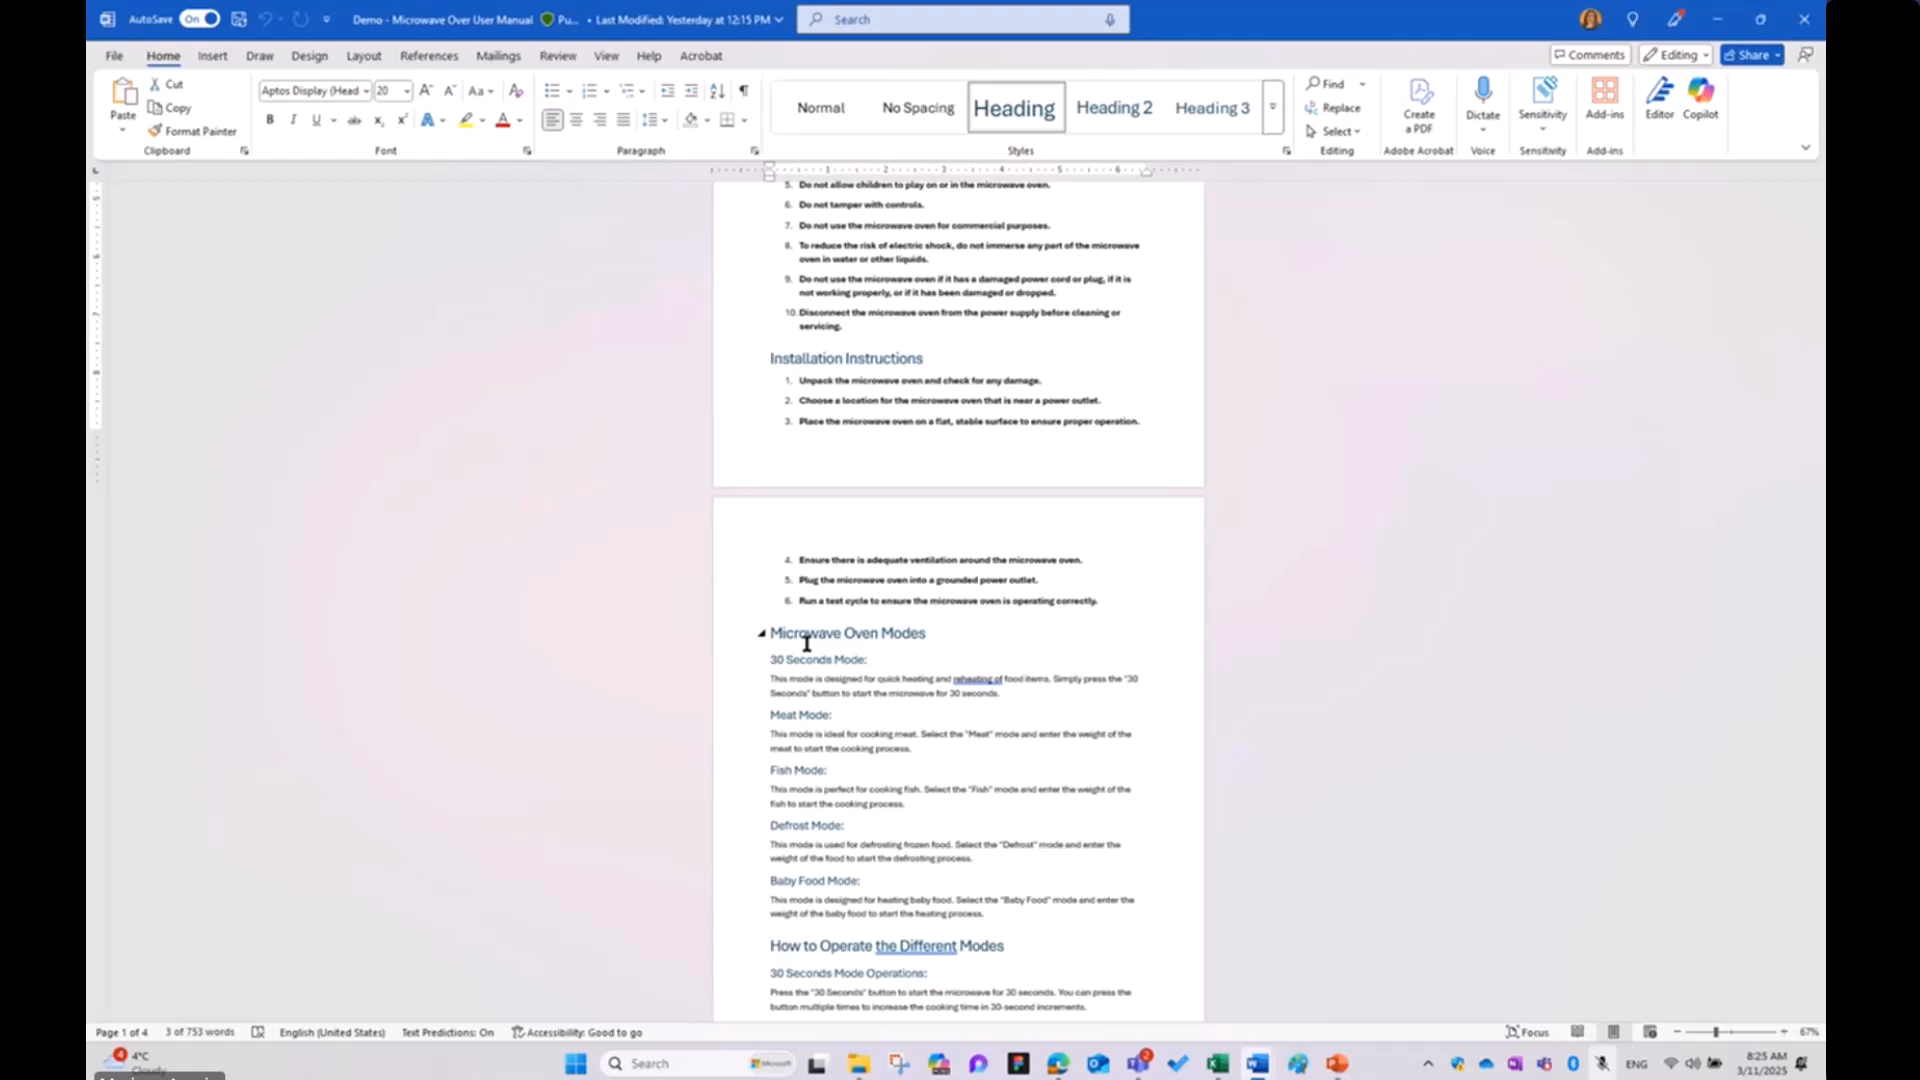 AutoSave On Demo - Microwave Over User Manual Pu... • Last Modified: Yesterday at 12:15 PM Search
File Home Insert Draw Design Layout References Mailings Review View Help Acrobat Comments Editing Share
Paste Cut Copy Format Painter
Clipboard
Aptos Display (Head 20
Font
Paragraph
Normal No Spacing Heading Heading 2 Heading 3
Styles
Find
Replace
Select
Editing
Create a PDF
Adobe Acrobat
Dictate
Voice
Sensitivity
Sensitivity
Add-ins
Add-ins
Editor Copilot
5. Do not allow children to play on or in the microwave oven.
6. Do not tamper with controls.
7. Do not use the microwave oven for commercial purposes.
8. To reduce the risk of electric shock, do not immerse any part of the microwave
oven in water or other liquids.
9. Do not use the microwave oven if it has a damaged power cord or plug, if it is
not working properly, or if it has been damaged or dropped.
10. Disconnect the microwave oven from the power supply before cleaning or
servicing.
Installation Instructions
1. Unpack the microwave oven and check for any damage.
2. Choose a location for the microwave oven that is near a power outlet.
3. Place the microwave oven on a flat, stable surface to ensure proper operation.
4. Ensure there is adequate ventilation around the microwave oven.
5. Plug the microwave oven into a grounded power outlet.
6. Run a test cycle to ensure the microwave oven is operating correctly.
Microwave Oven Modes
30 Seconds Mode:
This mode is designed for quick heating and reheating of food items. Simply press the "30
Seconds" button to start the microwave for 30 seconds.
Meat Mode:
This mode is ideal for cooking meat. Select the "Meat" mode and enter the weight of the
meat to start the cooking process.
Fish Mode:
This mode is perfect for cooking fish. Select the "Fish" mode and enter the weight of the
fish to start the cooking process.
Defrost Mode:
This mode is used for defrosting frozen food. Select the "Defrost" mode and enter the
weight of the food to start the defrosting process.
Baby Food Mode:
This mode is designed for heating baby food. Select the "Baby Food" mode and enter the
weight of the baby food to start the heating process.
How to Operate the Different Modes
30 Seconds Mode Operations:
Press the "30 Seconds" button to start the microwave for 30 seconds. You can press the
button multiple times to increase the cooking time in 30-second increments.
Page 1 of 4 3 of 753 words English (United States) Text Predictions: On Accessibility: Good to go Focus 67%
4°C
Cloudy
Search
Microsoft
ENG
8:25 AM
3/11/2025